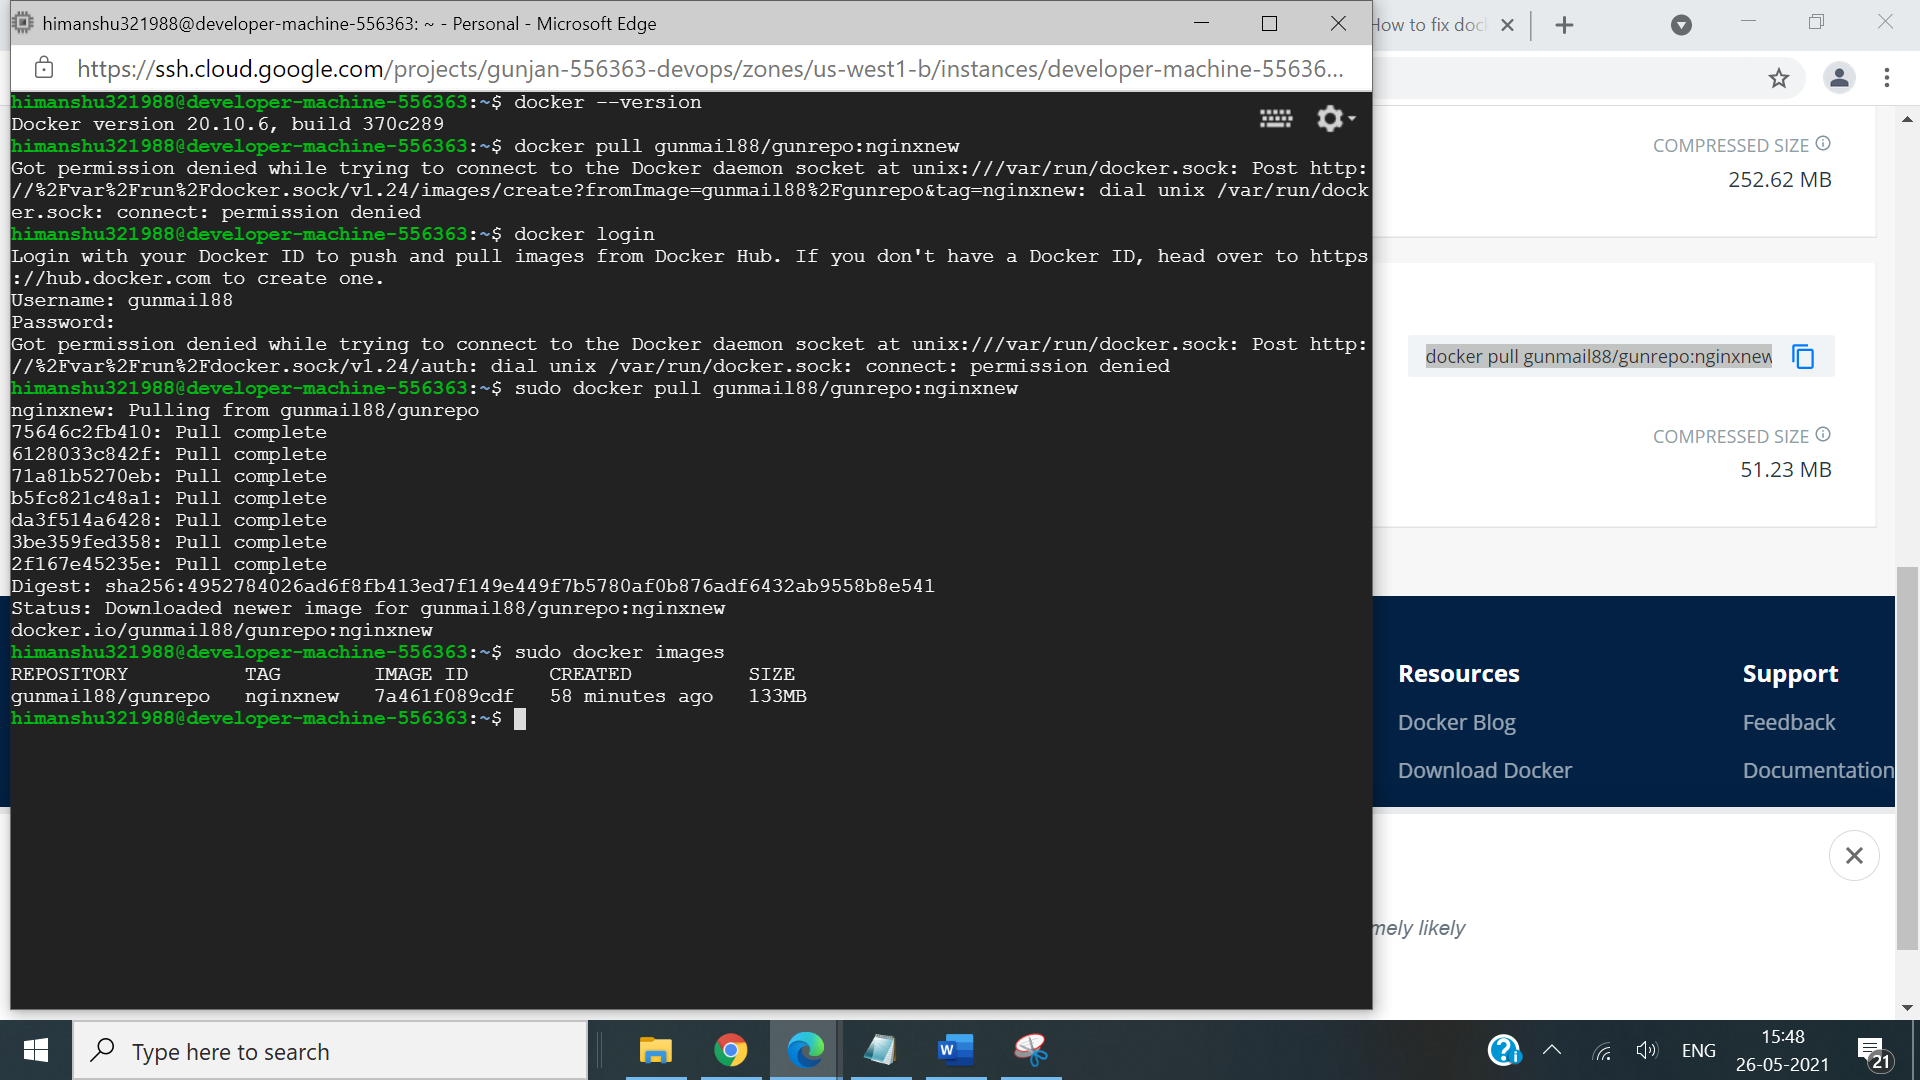 himanshu321988@developer-machine-556363: ~ - Personal - Microsoft Edge
How to fix doc
https://ssh.cloud.google.com/projects/gunjan-556363-devops/zones/us-west1-b/instances/developer-machine-55636...
himanshu321988@developer-machine-556363:~$ docker --version
Docker version 20.10.6, build 370c289
himanshu321988@developer-machine-556363:~$ docker pull gunmail88/gunrepo:nginxnew
Got permission denied while trying to connect to the Docker daemon socket at unix:///var/run/docker.sock: Post http:
//%2Fvar%2Frun%2Fdocker.sock/v1.24/images/create?fromImage=gunmail88%2Fgunrepo&tag=nginxnew: dial unix /var/run/dock
er.sock: connect: permission denied
himanshu321988@developer-machine-556363:~$ docker login
Login with your Docker ID to push and pull images from Docker Hub. If you don't have a Docker ID, head over to https
://hub.docker.com to create one.
Username: gunmail88
Password:
Got permission denied while trying to connect to the Docker daemon socket at unix:///var/run/docker.sock: Post http:
//%2Fvar%2Frun%2Fdocker.sock/v1.24/auth: dial unix /var/run/docker.sock: connect: permission denied
himanshu321988@developer-machine-556363:~$ sudo docker pull gunmail88/gunrepo:nginxnew
nginxnew: Pulling from gunmail88/gunrepo
75646c2fb410: Pull complete
6128033c842f: Pull complete
71a81b5270eb: Pull complete
b5fc821c48a1: Pull complete
da3f514a6428: Pull complete
3be359fed358: Pull complete
2f167e45235e: Pull complete
Digest: sha256:4952784026ad6f8fb413ed7f149e449f7b5780af0b876adf6432ab9558b8e541
Status: Downloaded newer image for gunmail88/gunrepo:nginxnew
docker.io/gunmail88/gunrepo:nginxnew
himanshu321988@developer-machine-556363:~$ sudo docker images
REPOSITORY TAG IMAGE ID CREATED SIZE
gunmail88/gunrepo nginxnew 7a461f089cdf 58 minutes ago 133MB
himanshu321988@developer-machine-556363:~$
COMPRESSED SIZE
252.62 MB
docker pull gunmail88/gunrepo:nginxnew
COMPRESSED SIZE
51.23 MB
Resources
Docker Blog
Download Docker
Support
Feedback
Documentation
mely likely
Type here to search
ENG
15:48
26-05-2021
21